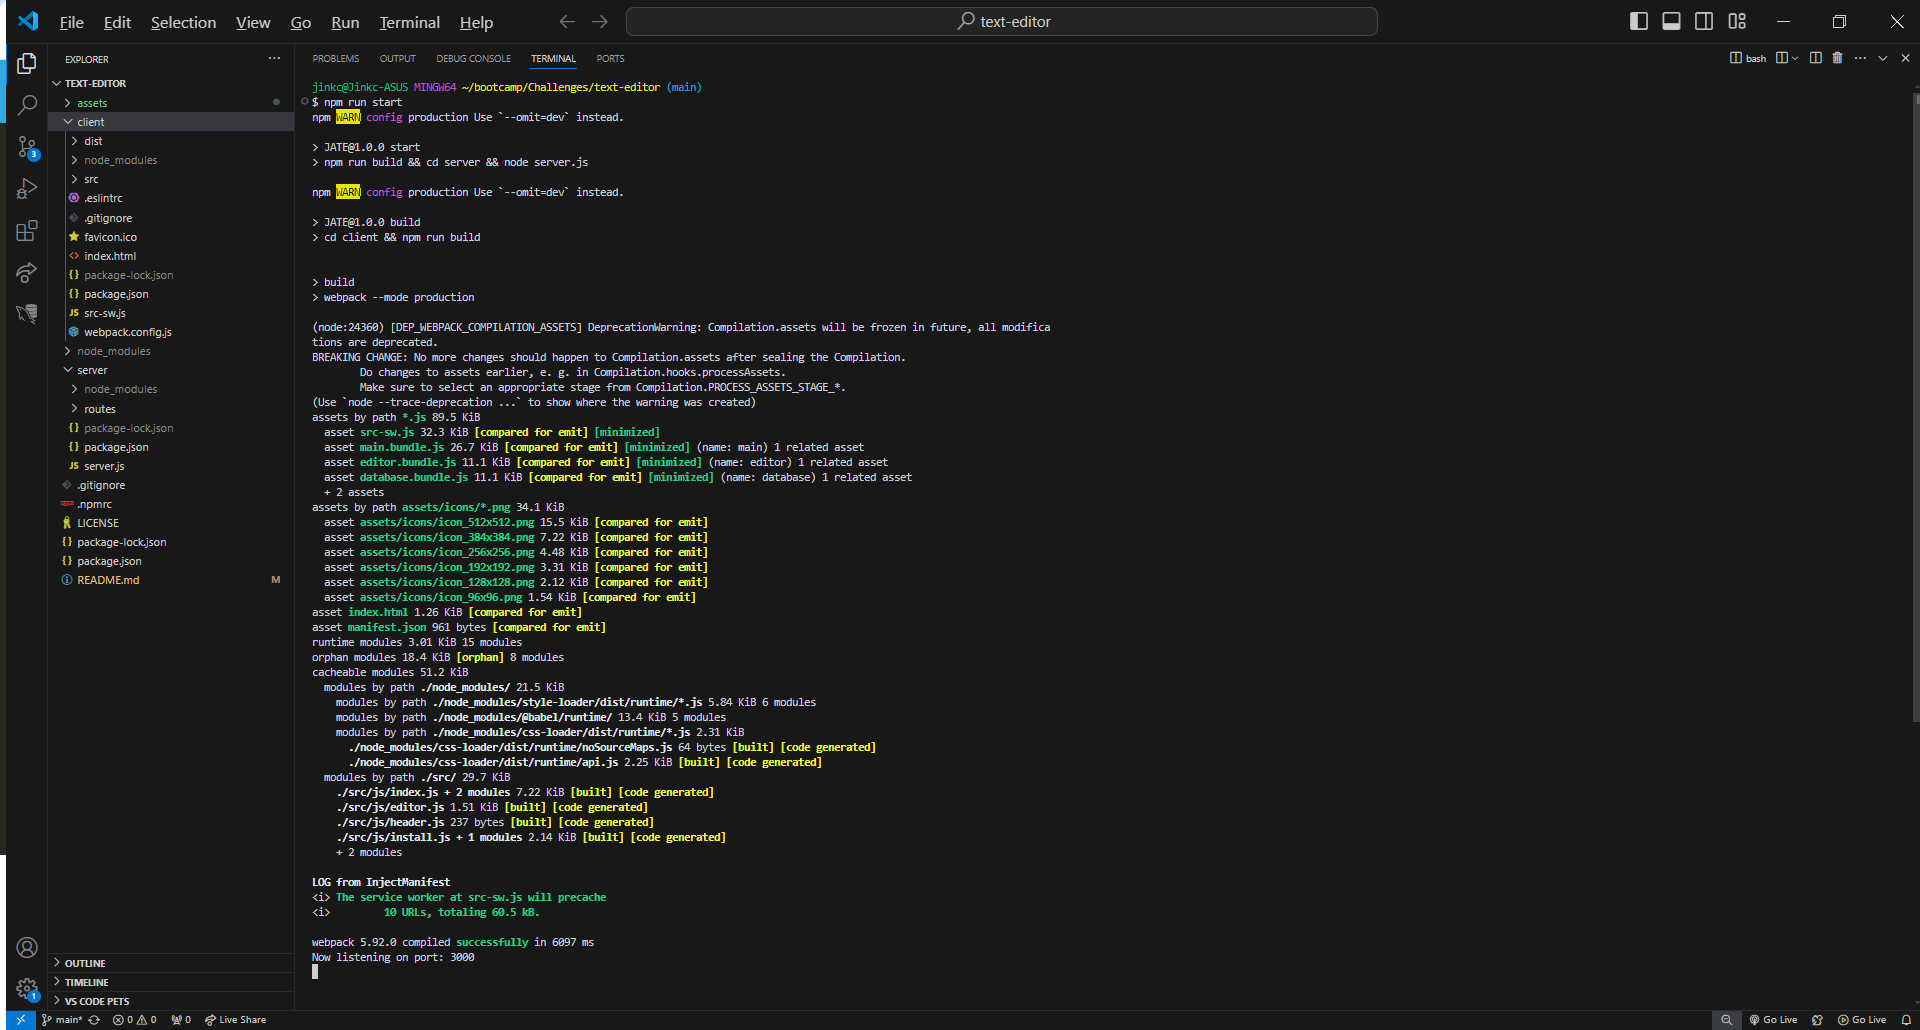 File Edit Selection View Go Run Terminal Help
text-editor
EXPLORER
TEXT-EDITOR
assets
client
dist
node_modules
src
.eslintrc
.gitignore
favicon.ico
index.html
package-lock.json
package.json
JS src-sw.js
webpack.config.js
node_modules
server
node_modules
routes
package-lock.json
package.json
JS server.js
.gitignore
.npmrc
LICENSE
package-lock.json
package.json
README.md M
OUTLINE
TIMELINE
VS CODE PETS
3
1
PROBLEMS OUTPUT DEBUG CONSOLE TERMINAL PORTS
bash
jinkc@Jinkc-ASUS MINGW64 ~/bootcamp/Challenges/text-editor (main)
$ npm run start
npm WARN config production Use `--omit=dev` instead.
> JATE@1.0.0 start
> npm run build && cd server && node server.js
npm WARN config production Use `--omit=dev` instead.
> JATE@1.0.0 build
> cd client && npm run build
> build
> webpack --mode production
(node:24360) [DEP_WEBPACK_COMPILATION_ASSETS] DeprecationWarning: Compilation.assets will be frozen in future, all modifica
tions are deprecated.
BREAKING CHANGE: No more changes should happen to Compilation.assets after sealing the Compilation.
Do changes to assets earlier, e. g. in Compilation.hooks.processAssets.
Make sure to select an appropriate stage from Compilation.PROCESS_ASSETS_STAGE_*.
(Use `node --trace-deprecation ...` to show where the warning was created)
assets by path *.js 89.5 KiB
asset src-sw.js 32.3 KiB [compared for emit] [minimized]
asset main.bundle.js 26.7 KiB [compared for emit] [minimized] (name: main) 1 related asset
asset editor.bundle.js 11.1 KiB [compared for emit] [minimized] (name: editor) 1 related asset
asset database.bundle.js 11.1 KiB [compared for emit] [minimized] (name: database) 1 related asset
+ 2 assets
assets by path assets/icons/*.png 34.1 KiB
asset assets/icons/icon_512x512.png 15.5 KiB [compared for emit]
asset assets/icons/icon_384x384.png 7.22 KiB [compared for emit]
asset assets/icons/icon_256x256.png 4.48 KiB [compared for emit]
asset assets/icons/icon_192x192.png 3.31 KiB [compared for emit]
asset assets/icons/icon_128x128.png 2.12 KiB [compared for emit]
asset assets/icons/icon_96x96.png 1.54 KiB [compared for emit]
asset index.html 1.26 KiB [compared for emit]
asset manifest.json 961 bytes [compared for emit]
runtime modules 3.01 KiB 15 modules
orphan modules 18.4 KiB [orphan] 8 modules
cacheable modules 51.2 KiB
modules by path ./node_modules/ 21.5 KiB
modules by path ./node_modules/style-loader/dist/runtime/*.js 5.84 KiB 6 modules
modules by path ./node_modules/@babel/runtime/ 13.4 KiB 5 modules
modules by path ./node_modules/css-loader/dist/runtime/*.js 2.31 KiB
./node_modules/css-loader/dist/runtime/noSourceMaps.js 64 bytes [built] [code generated]
./node_modules/css-loader/dist/runtime/api.js 2.25 KiB [built] [code generated]
modules by path ./src/ 29.7 KiB
./src/js/index.js + 2 modules 7.22 KiB [built] [code generated]
./src/js/editor.js 1.51 KiB [built] [code generated]
./src/js/header.js 237 bytes [built] [code generated]
./src/js/install.js + 1 modules 2.14 KiB [built] [code generated]
+ 2 modules
LOG from InjectManifest
<i> The service worker at src-sw.js will precache
<i> 10 URLs, totaling 60.5 kB.
webpack 5.92.0 compiled successfully in 6097 ms
Now listening on port: 3000
main* 0 0 0 Live Share
Go Live Go Live